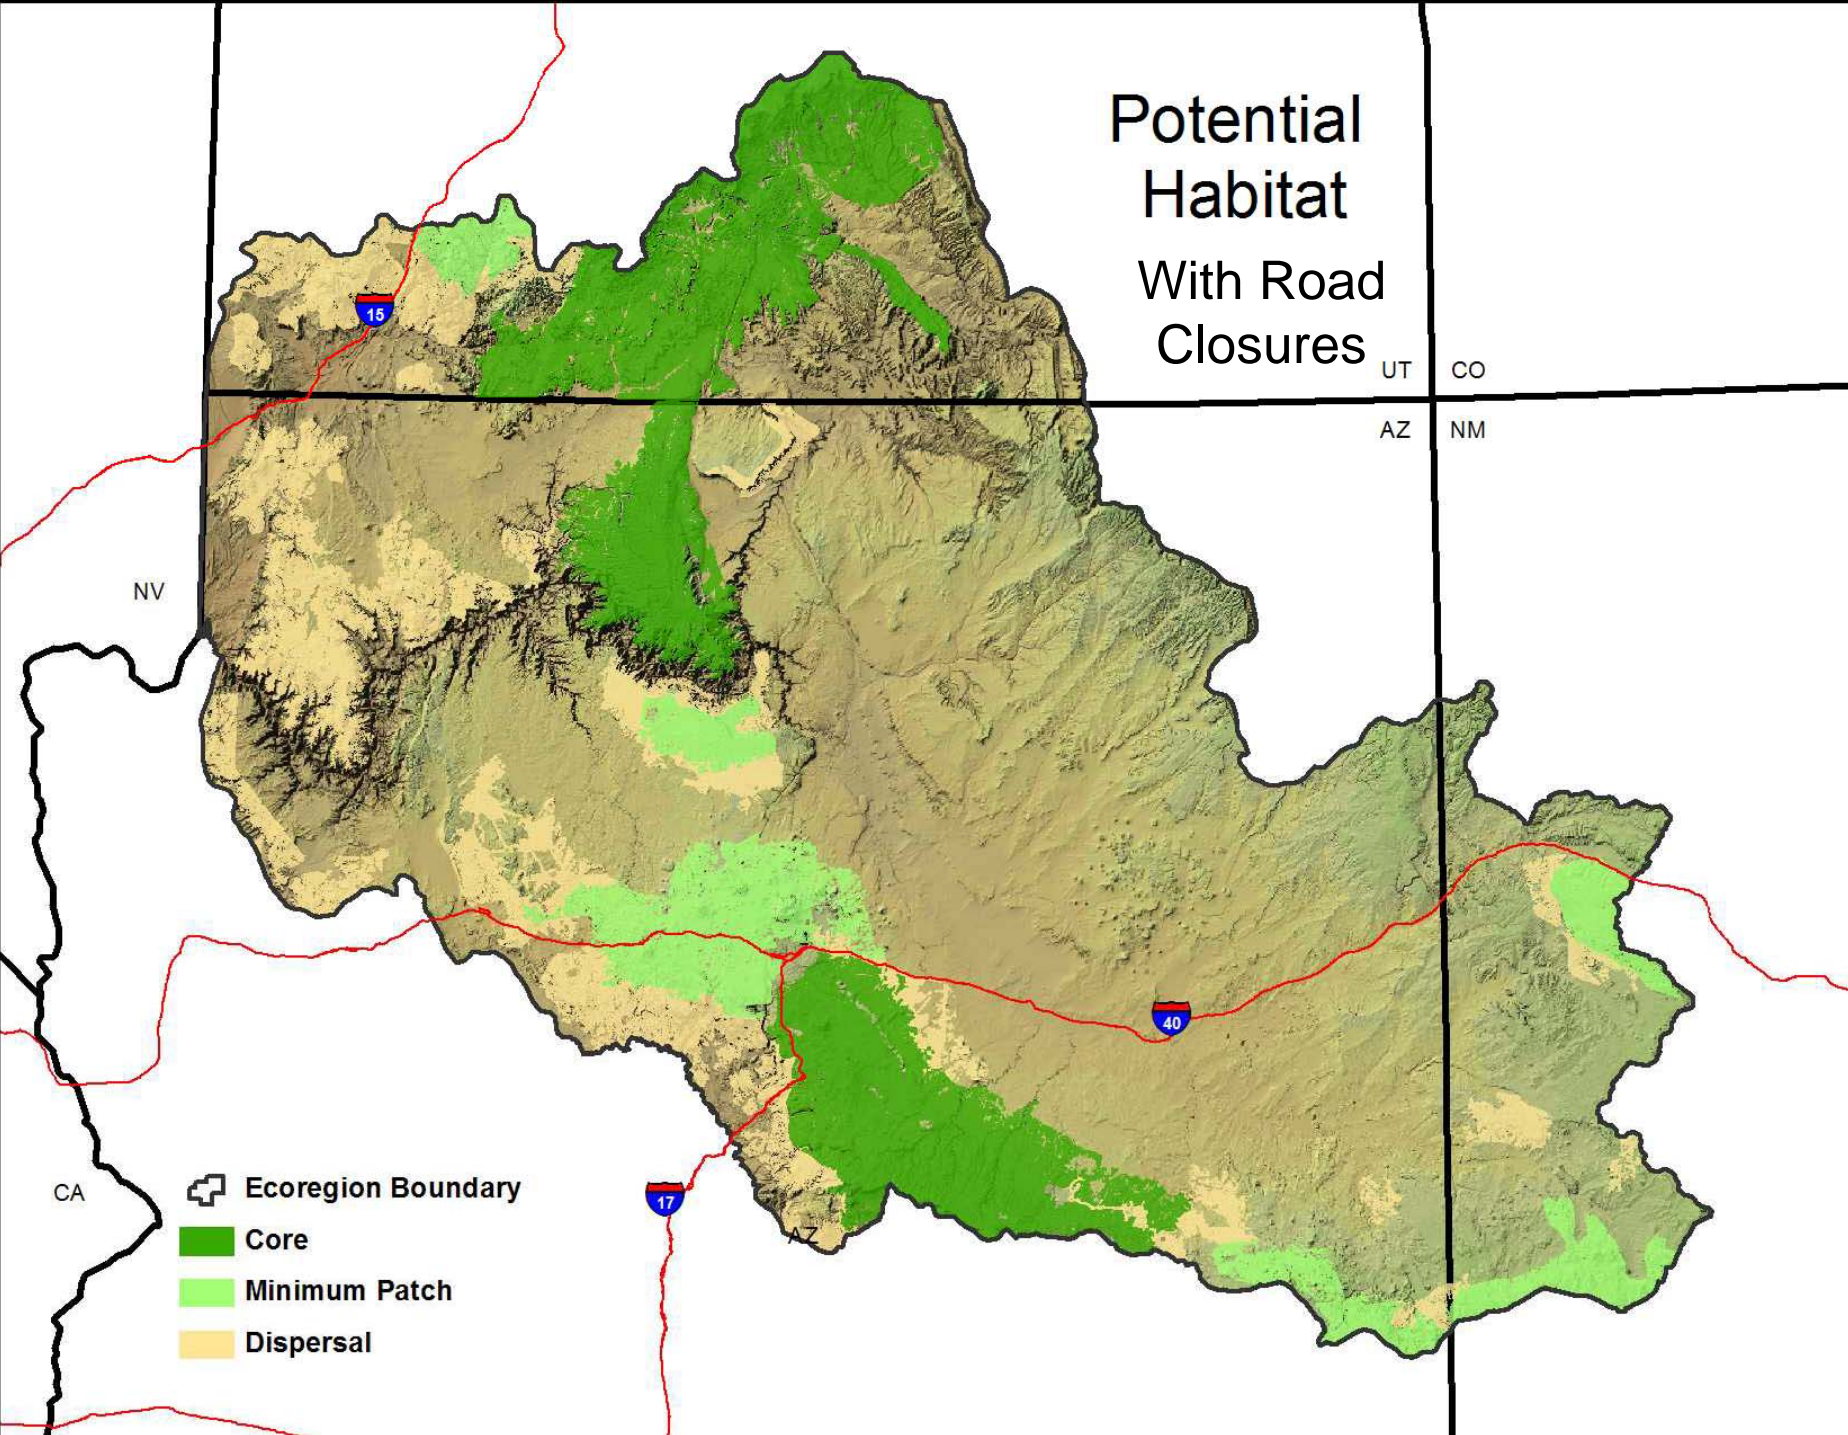 Potential
Habitat
With Road
Closures
UT CO
AZ NM
15
NV
40
CA
17
AZ
Ecoregion Boundary
Core
Minimum Patch
Dispersal